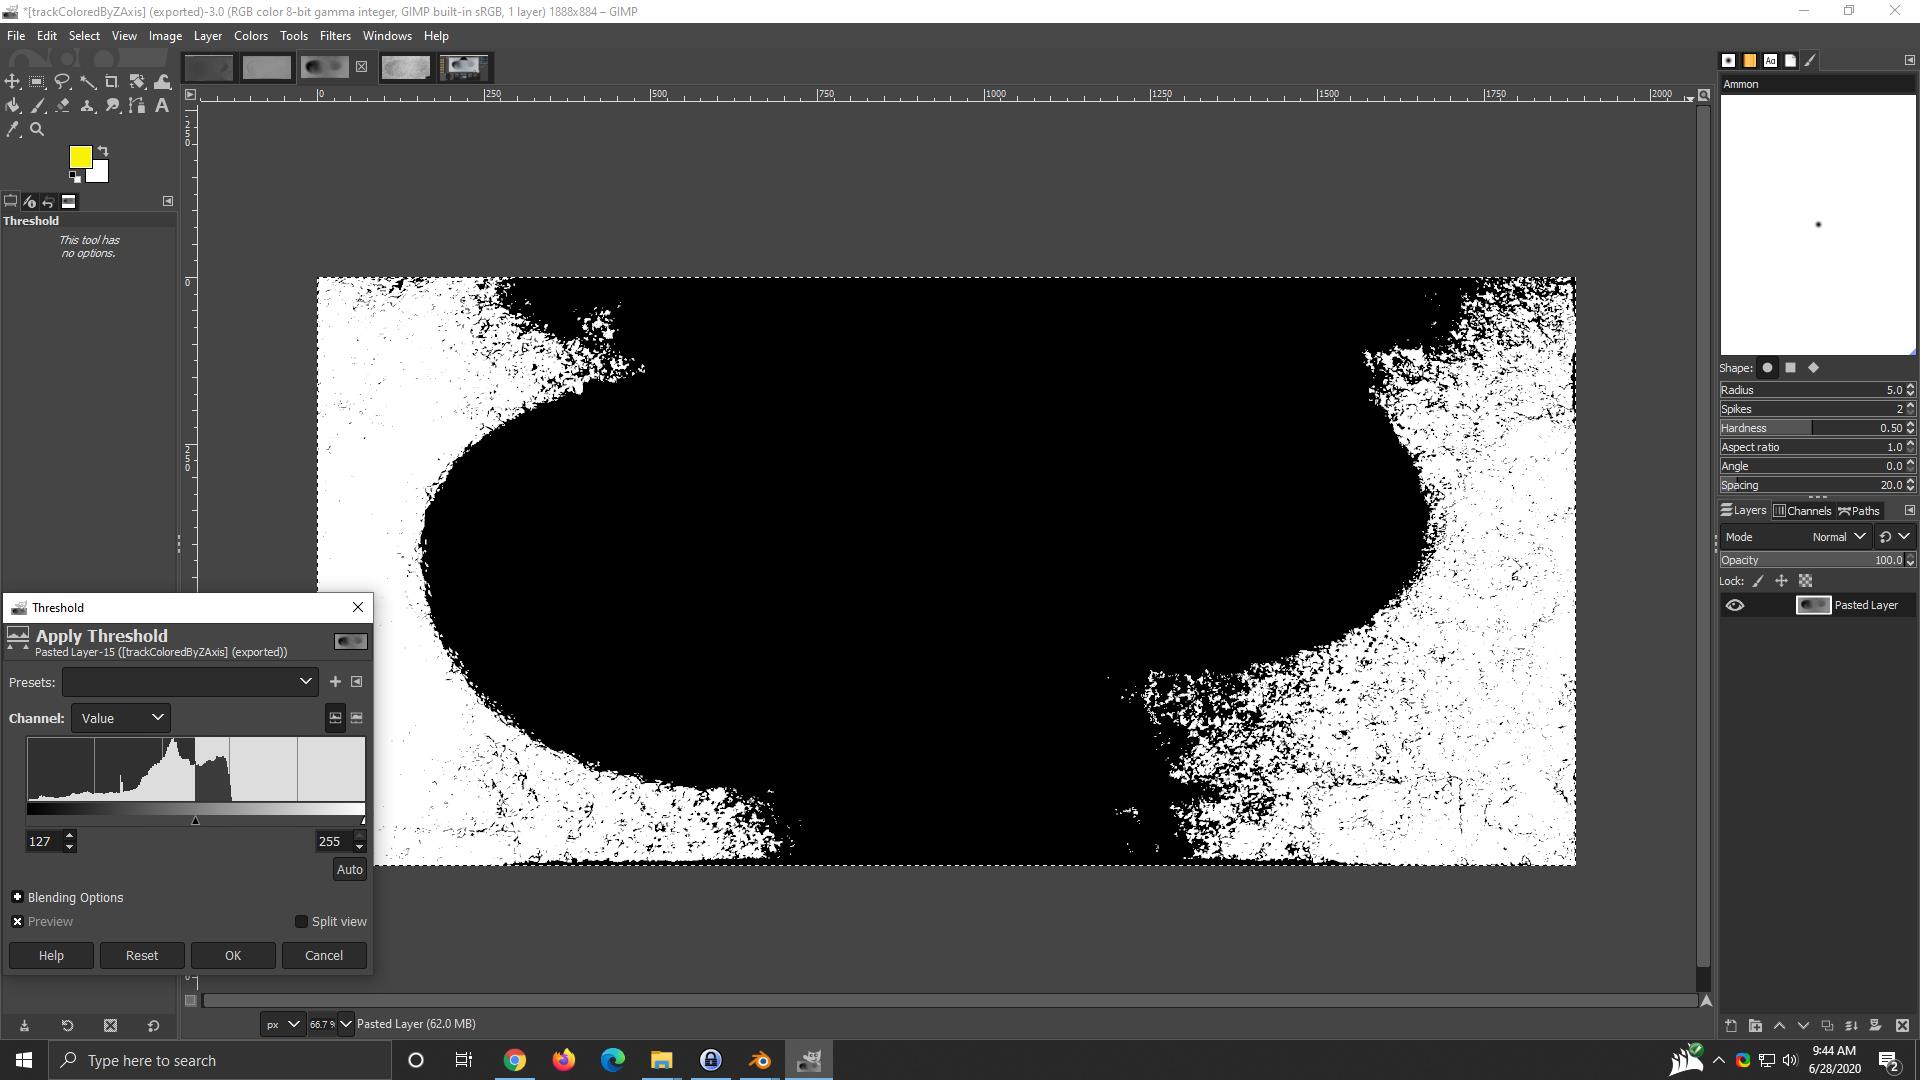 *[trackColoredByZAxis] (exported)-3.0 (RGB color 8-bit gamma integer, GIMP built-in sRGB, 1 layer) 1888x884 – GIMP
File Edit Select View Image Layer Colors Tools Filters Windows Help
0 250 500 750 1000 1250 1500 1750 2000
250
0
250
Threshold
This tool has
no options.
Threshold
Apply Threshold
Pasted Layer-15 ([trackColoredByZAxis] (exported))
Presets:
Channel: Value
127 255
Auto
Blending Options
Preview Split view
Help Reset OK Cancel
px 66.7 % Pasted Layer (62.0 MB)
Aa
Ammon
Shape:
Radius 5.0
Spikes 2
Hardness 0.50
Aspect ratio 1.0
Angle 0.0
Spacing 20.0
Layers Channels Paths
Mode Normal
Opacity 100.0
Lock:
Pasted Layer
Type here to search
9:44 AM
6/28/2020
2